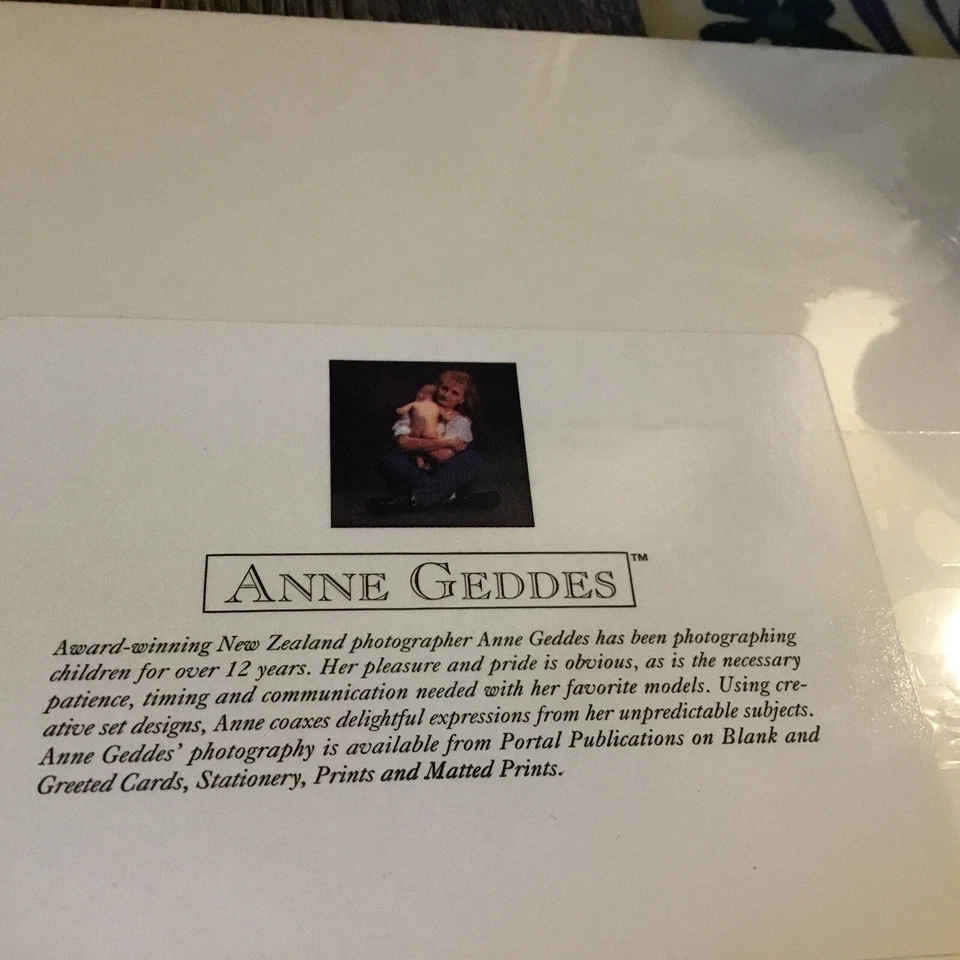 ANNE GEDDES™
Award-winning New Zealand photographer Anne Geddes has been photographing
children for over 12 years. Her pleasure and pride is obvious, as is the necessary
patience, timing and communication needed with her favorite models. Using cre-
ative set designs, Anne coaxes delightful expressions from her unpredictable subjects.
Anne Geddes' photography is available from Portal Publications on Blank and
Greeted Cards, Stationery, Prints and Matted Prints.